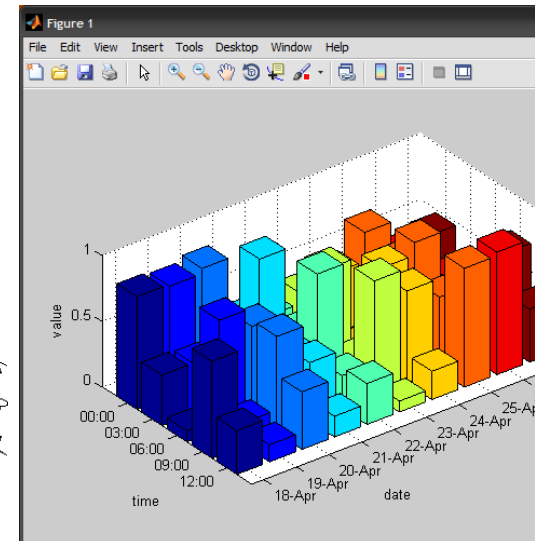 Figure 1
File Edit View Insert Tools Desktop Window Help
1
0.5
0
value
00:00
03:00
06:00
09:00
12:00
time
18-Apr
19-Apr
20-Apr
21-Apr
22-Apr
23-Apr
24-Apr
25-Ap
date